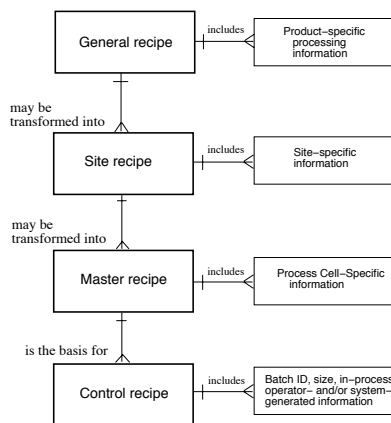 General recipe
includes
Product-specific
processing
information
may be
transformed into
Site recipe
includes
Site-specific
information
may be
transformed into
Master recipe
includes
Process Cell-Specific
information
is the basis for
Control recipe
includes
Batch ID, size, in-process
operator- and/or system-
generated information